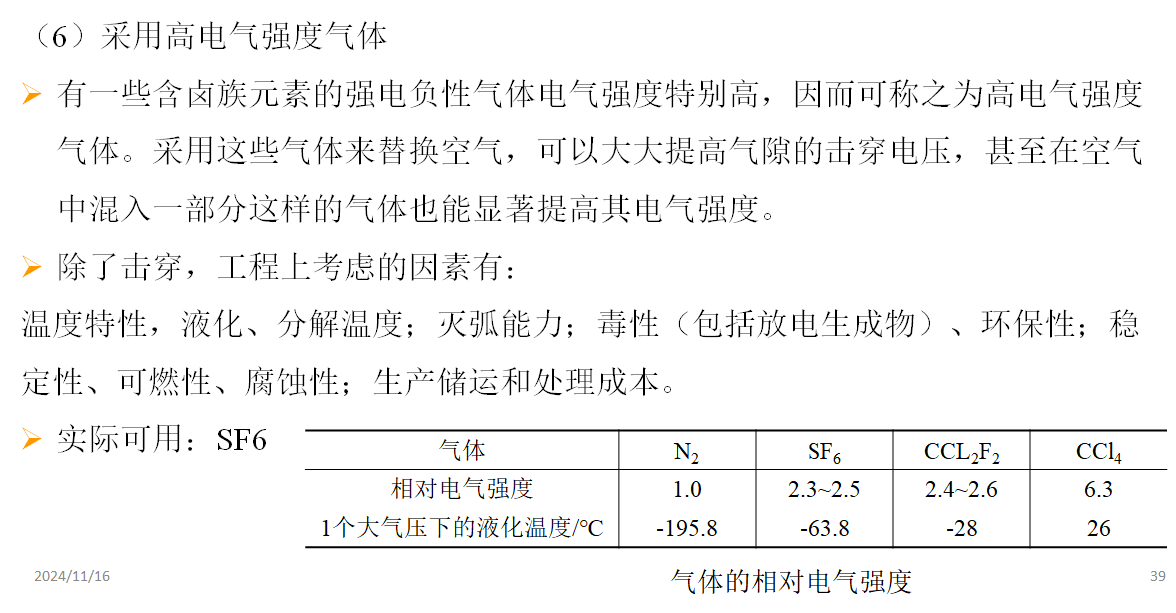 （6）采用高电气强度气体
有一些含卤族元素的强电负性气体电气强度特别高，因而可称之为高电气强度
气体。采用这些气体来替换空气，可以大大提高气隙的击穿电压，甚至在空气
中混入一部分这样的气体也能显著提高其电气强度。
除了击穿，工程上考虑的因素有：
温度特性，液化、分解温度；灭弧能力；毒性（包括放电生成物）、环保性；稳
定性、可燃性、腐蚀性；生产储运和处理成本。
实际可用：SF6
气体 N₂ SF₆ CCL₂F₂ CCl₄
相对电气强度 1.0 2.3~2.5 2.4~2.6 6.3
1个大气压下的液化温度/℃ -195.8 -63.8 -28 26
气体的相对电气强度
2024/11/16
39